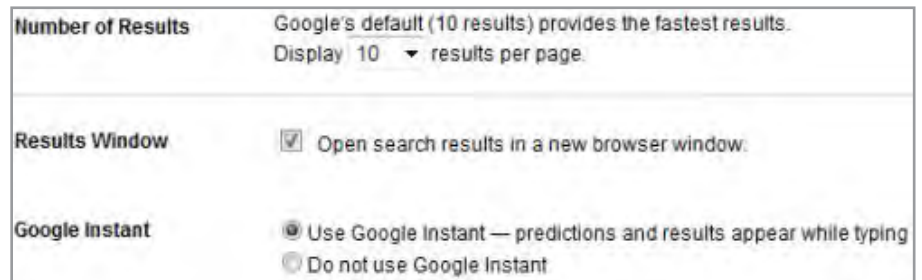 Number of Results Google's default (10 results) provides the fastest results.
Display 10 results per page.
Results Window Open search results in a new browser window.
Google Instant Use Google Instant — predictions and results appear while typing
Do not use Google Instant